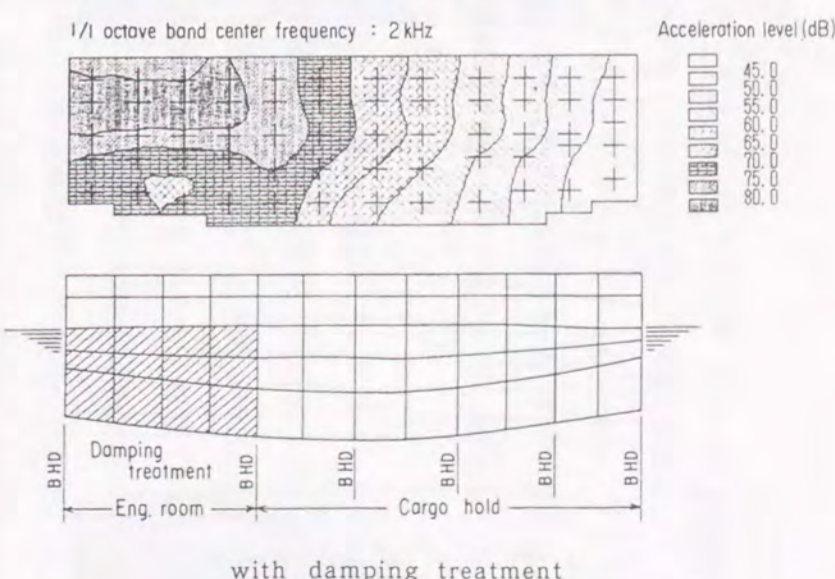 1/1 octave band center frequency : 2 kHz
Acceleration level (dB)
45.0
50.0
55.0
60.0
65.0
70.0
75.0
80.0
Damping
treatment
BHD
BHD
BHD
BHD
BHD
BHD
Eng. room
Cargo hold
with damping treatment